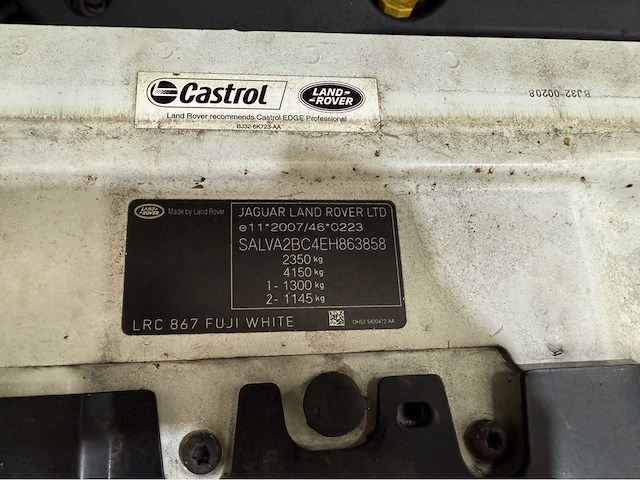 Castrol LAND-ROVER
Land Rover recommends Castrol EDGE Professional
BJ32-6K723-AA
BJ32-00208
LAND-ROVER Made by Land Rover JAGUAR LAND ROVER LTD
e11*2007/46*0223
SALVA2BC4EH863858
2350 kg
4150 kg
1- 1300 kg
2- 1145 kg
LRC 867 FUJI WHITE